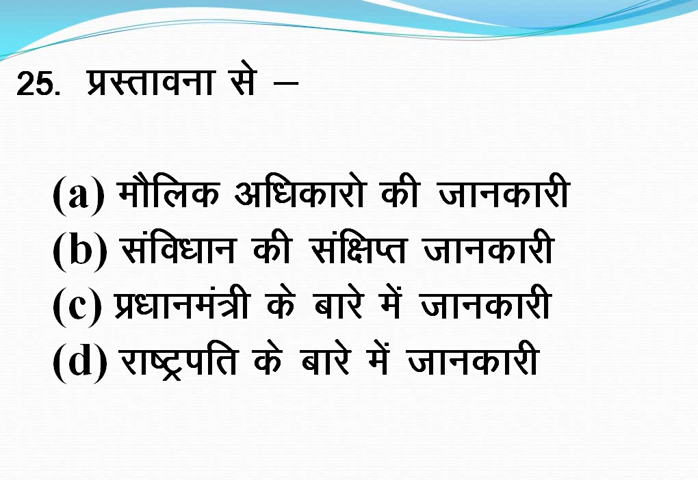 25. प्रस्तावना से –
(a) मौलिक अधिकारो की जानकारी
(b) संविधान की संक्षिप्त जानकारी
(c) प्रधानमंत्री के बारे में जानकारी
(d) राष्ट्रपति के बारे में जानकारी